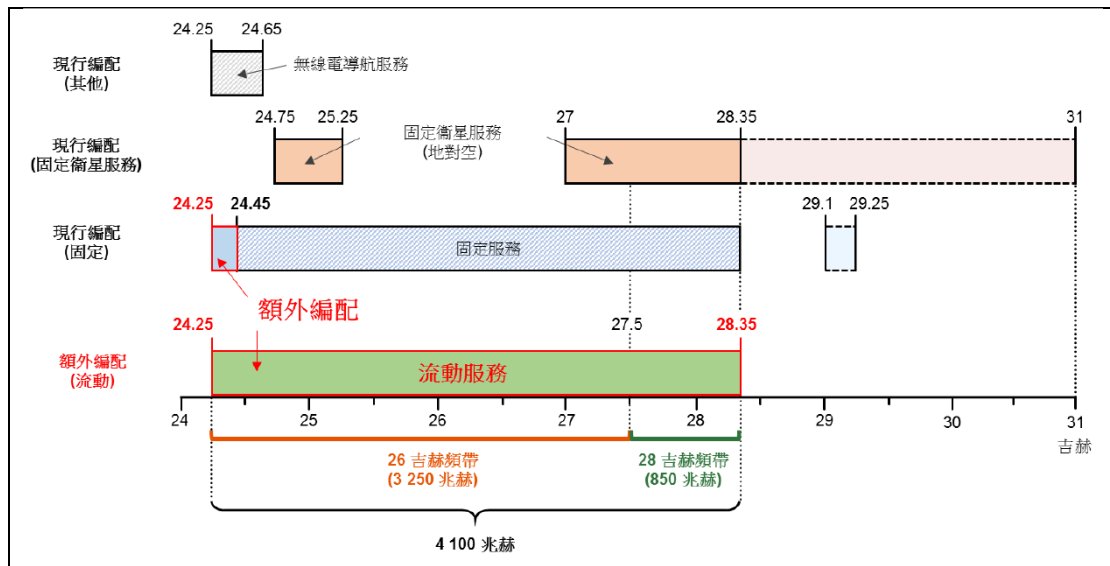 24.25 24.65
現行編配
(其他)
無線電導航服務
24.75 25.25 27 28.35 31
現行編配
(固定衞星服務)
固定衞星服務
(地對空)
24.25 24.45 29.1 29.25
現行編配
(固定)
固定服務
額外編配
24.25 27.5 28.35
額外編配
(流動)
流動服務
24 25 26 27 28 29 30 31
吉赫
26 吉赫頻帶
(3 250 兆赫)
28 吉赫頻帶
(850 兆赫)
4 100 兆赫